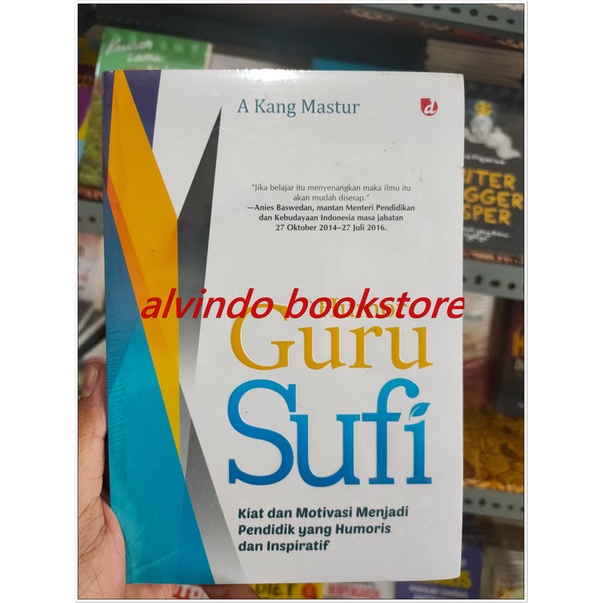 A Kang Mastur
d
"Jika belajar itu menyenangkan maka ilmu itu
akan mudah diserap."
—Anies Baswedan, mantan Menteri Pendidikan
dan Kebudayaan Indonesia masa jabatan
27 Oktober 2014–27 Juli 2016.
alvindo bookstore
Guru
Sufi
Kiat dan Motivasi Menjadi
Pendidik yang Humoris
dan Inspiratif